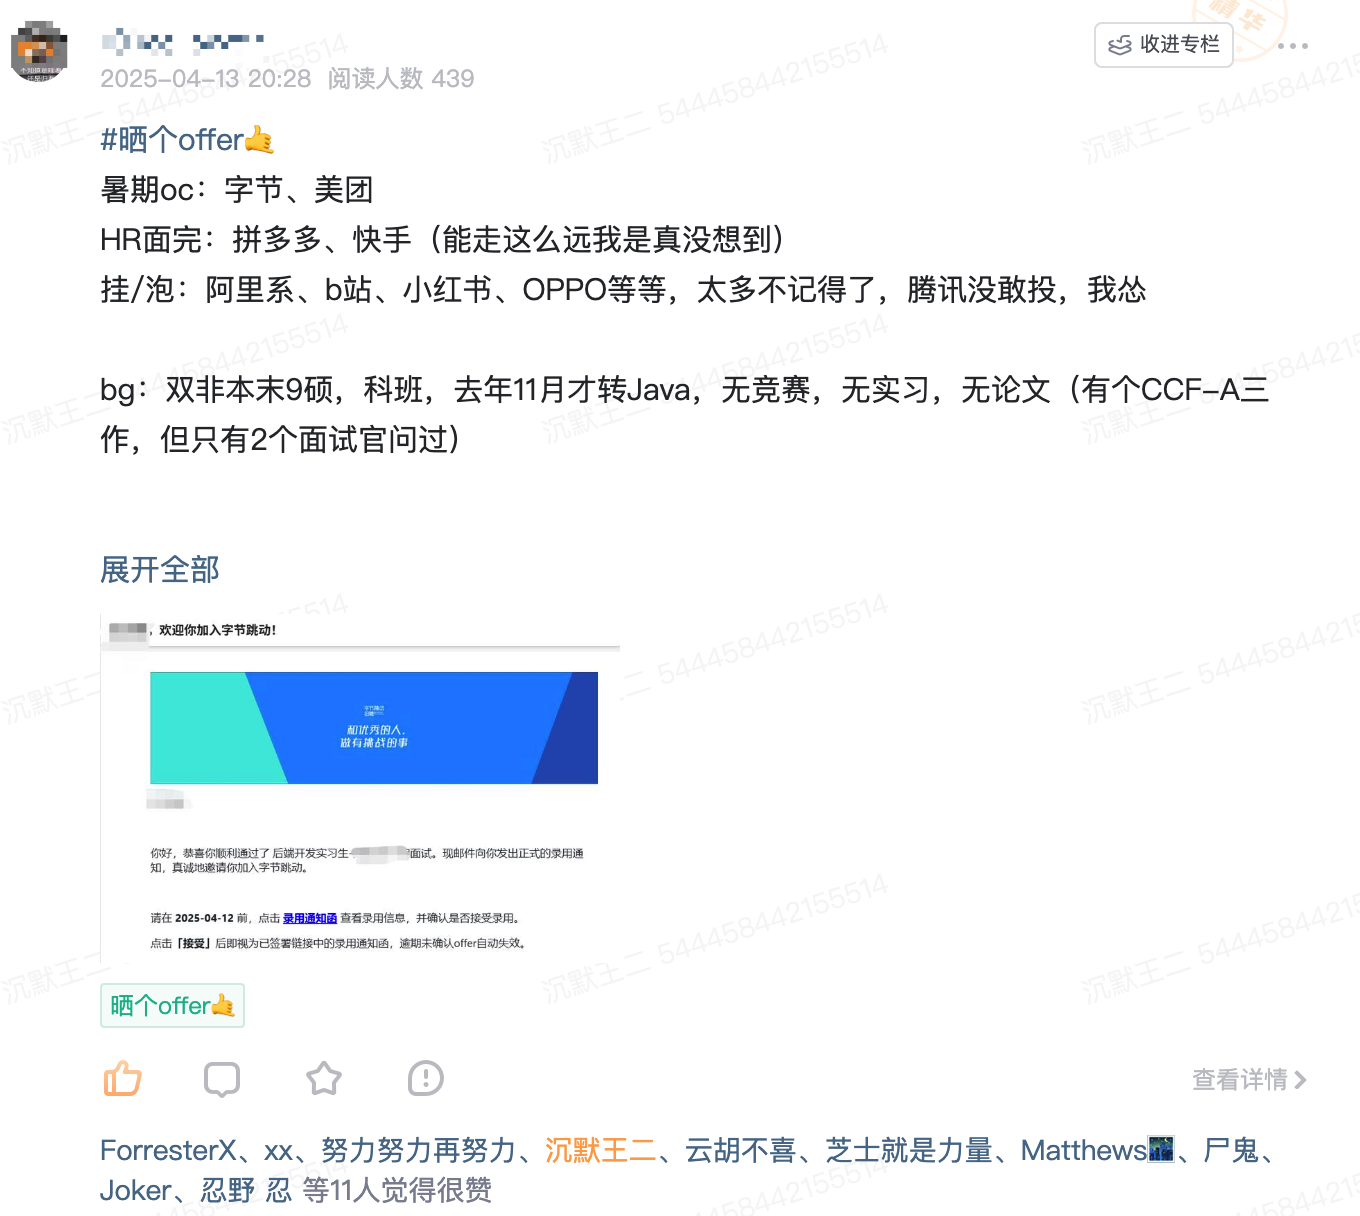 精华
收进专栏
2025-04-13 20:28 阅读人数 439
#晒个offer🤙
暑期oc：字节、美团
HR面完：拼多多、快手（能走这么远我是真没想到）
挂/泡：阿里系、b站、小红书、OPPO等等，太多不记得了，腾讯没敢投，我怂
bg：双非本末9硕，科班，去年11月才转Java，无竞赛，无实习，无论文（有个CCF-A三
作，但只有2个面试官问过）
展开全部
，欢迎你加入字节跳动！
和优秀的人，
做有挑战的事
你好，恭喜你顺利通过了 后端开发实习生 面试。现邮件向你发出正式的录用通
知，真诚地邀请你加入字节跳动。
请在 2025-04-12 前，点击 录用通知函 查看录用信息，并确认是否接受录用。
点击「接受」后即视为已签署链接中的录用通知函，逾期未确认offer自动失效。
晒个offer🤙
查看详情
ForresterX、xx、努力努力再努力、沉默王二、云胡不喜、芝士就是力量、Matthews🌃、尸鬼、
Joker、忍野 忍 等11人觉得很赞
沉默王二 544458442155514